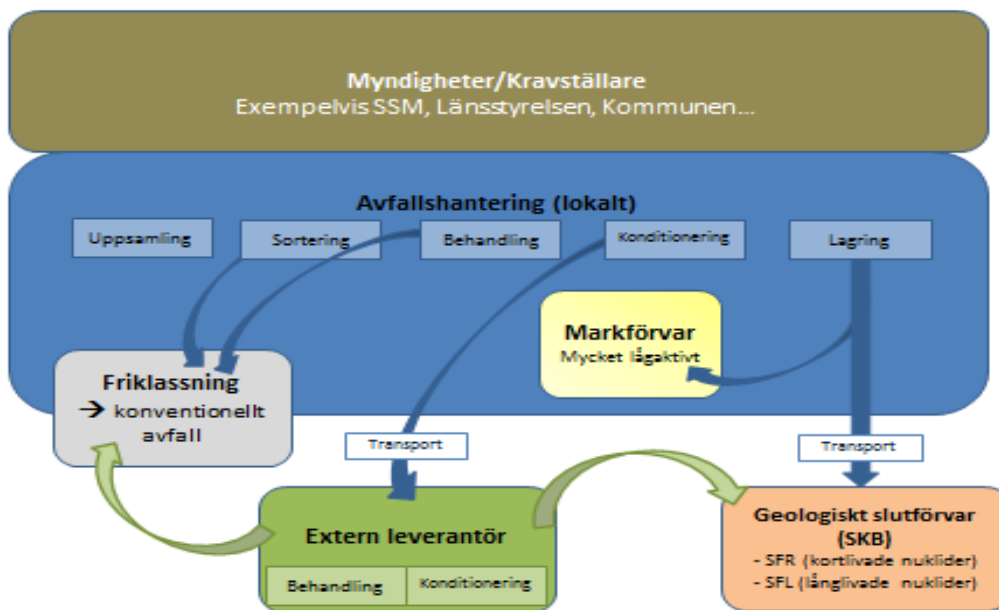 Myndigheter/Kravställare
Exempelvis SSM, Länsstyrelsen, Kommunen...
Avfallshantering (lokalt)
Uppsamling
Sortering
Behandling
Konditionering
Lagring
Markförvar
Mycket lågaktivt
Friklassning
→ konventionellt
avfall
Transport
Transport
Extern leverantör
Behandling
Konditionering
Geologiskt slutförvar
(SKB)
- SFR (kortlivade nuklider)
- SFL (långlivade nuklider)